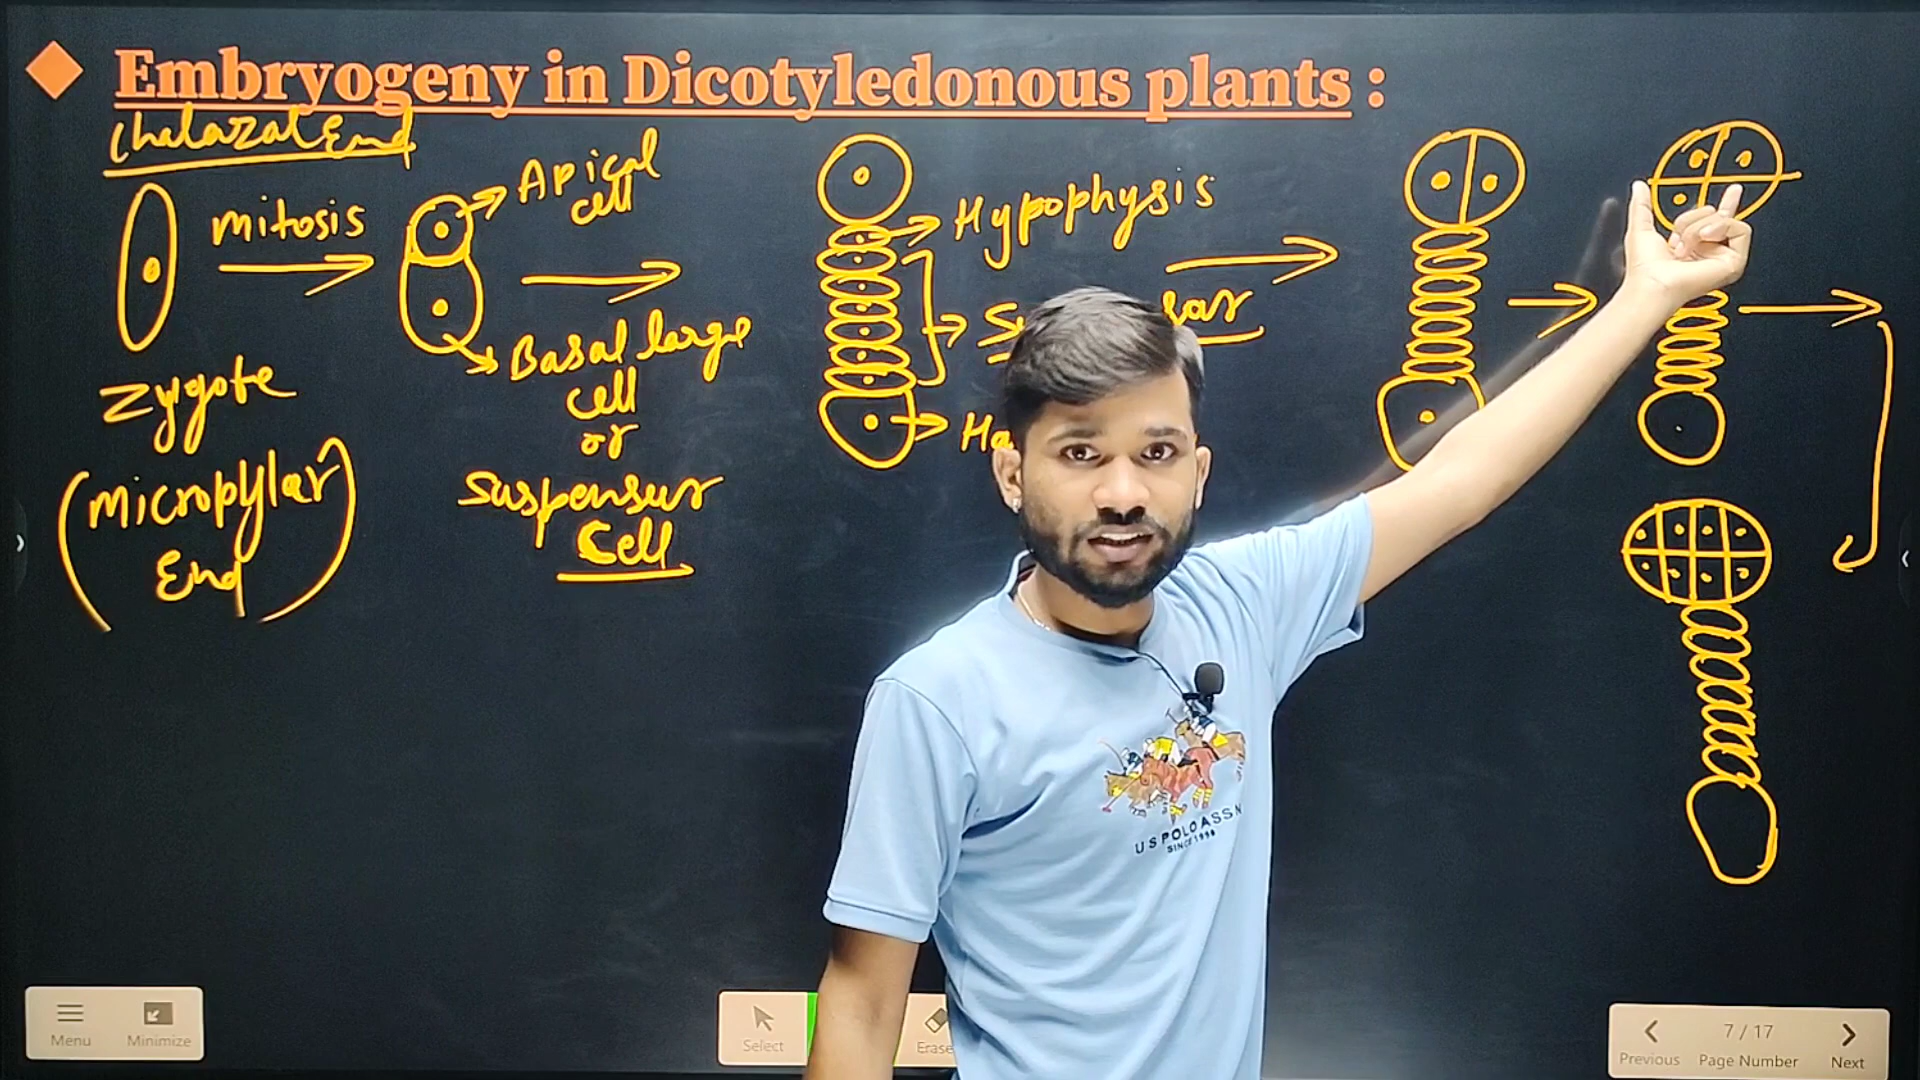 Embryogeny in Dicotyledonous plants :
Chalazal End
mitosis
Zygote
(micropylar
End)
Apical
cell
Basal large
cell
or
Suspensur
Cell
Hypophysis
7 / 17
Menu
Minimize
Select
Previous
Page Number
Next
U S POLO ASSN
SINCE 1890